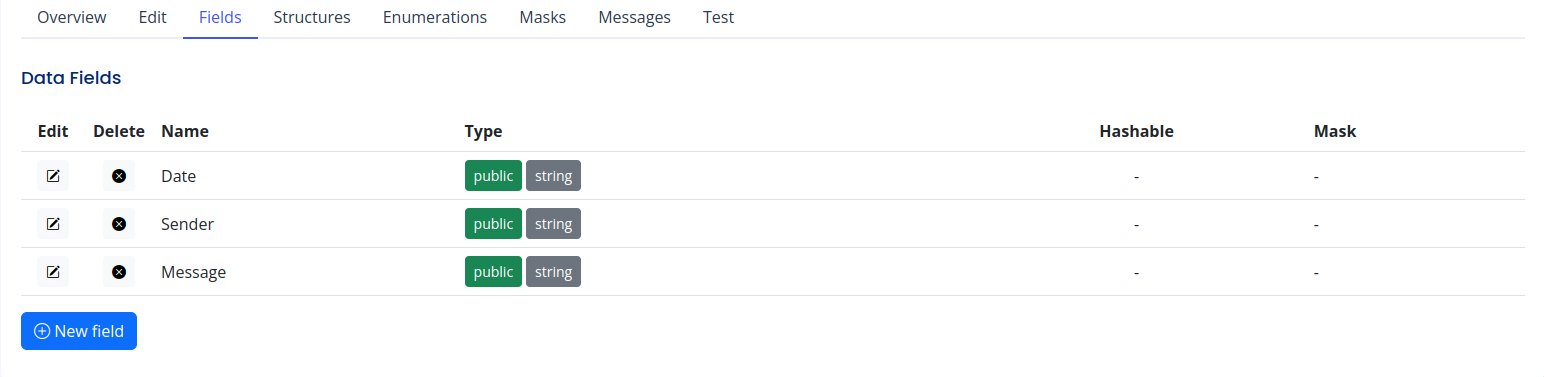 Overview Edit Fields Structures Enumerations Masks Messages Test
Data Fields
Edit Delete Name Type Hashable Mask
Date public string - -
Sender public string - -
Message public string - -
New field